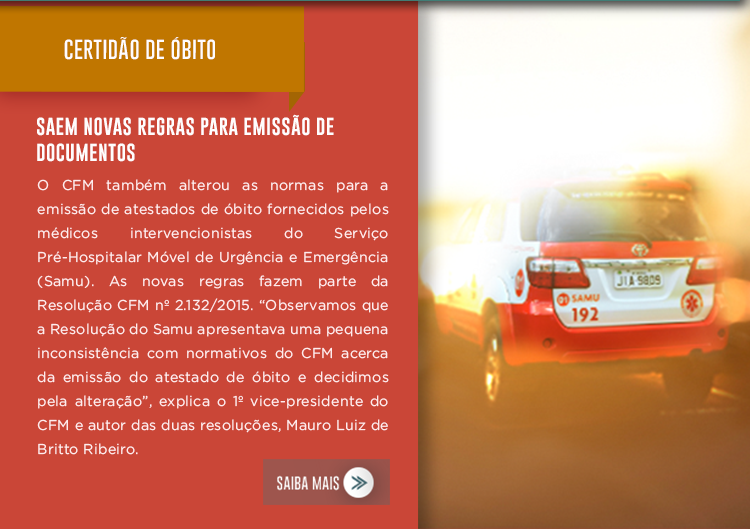 CERTIDÃO DE ÓBITO
SAEM NOVAS REGRAS PARA EMISSÃO DE
DOCUMENTOS
O CFM também alterou as normas para a
emissão de atestados de óbito fornecidos pelos
médicos intervencionistas do Serviço
Pré-Hospitalar Móvel de Urgência e Emergência
(Samu). As novas regras fazem parte da
Resolução CFM nº 2.132/2015. “Observamos que
a Resolução do Samu apresentava uma pequena
inconsistência com normativos do CFM acerca
da emissão do atestado de óbito e decidimos
pela alteração”, explica o 1º vice-presidente do
CFM e autor das duas resoluções, Mauro Luiz de
Britto Ribeiro.
SAIBA MAIS
JIA 9809
01 SAMU
192